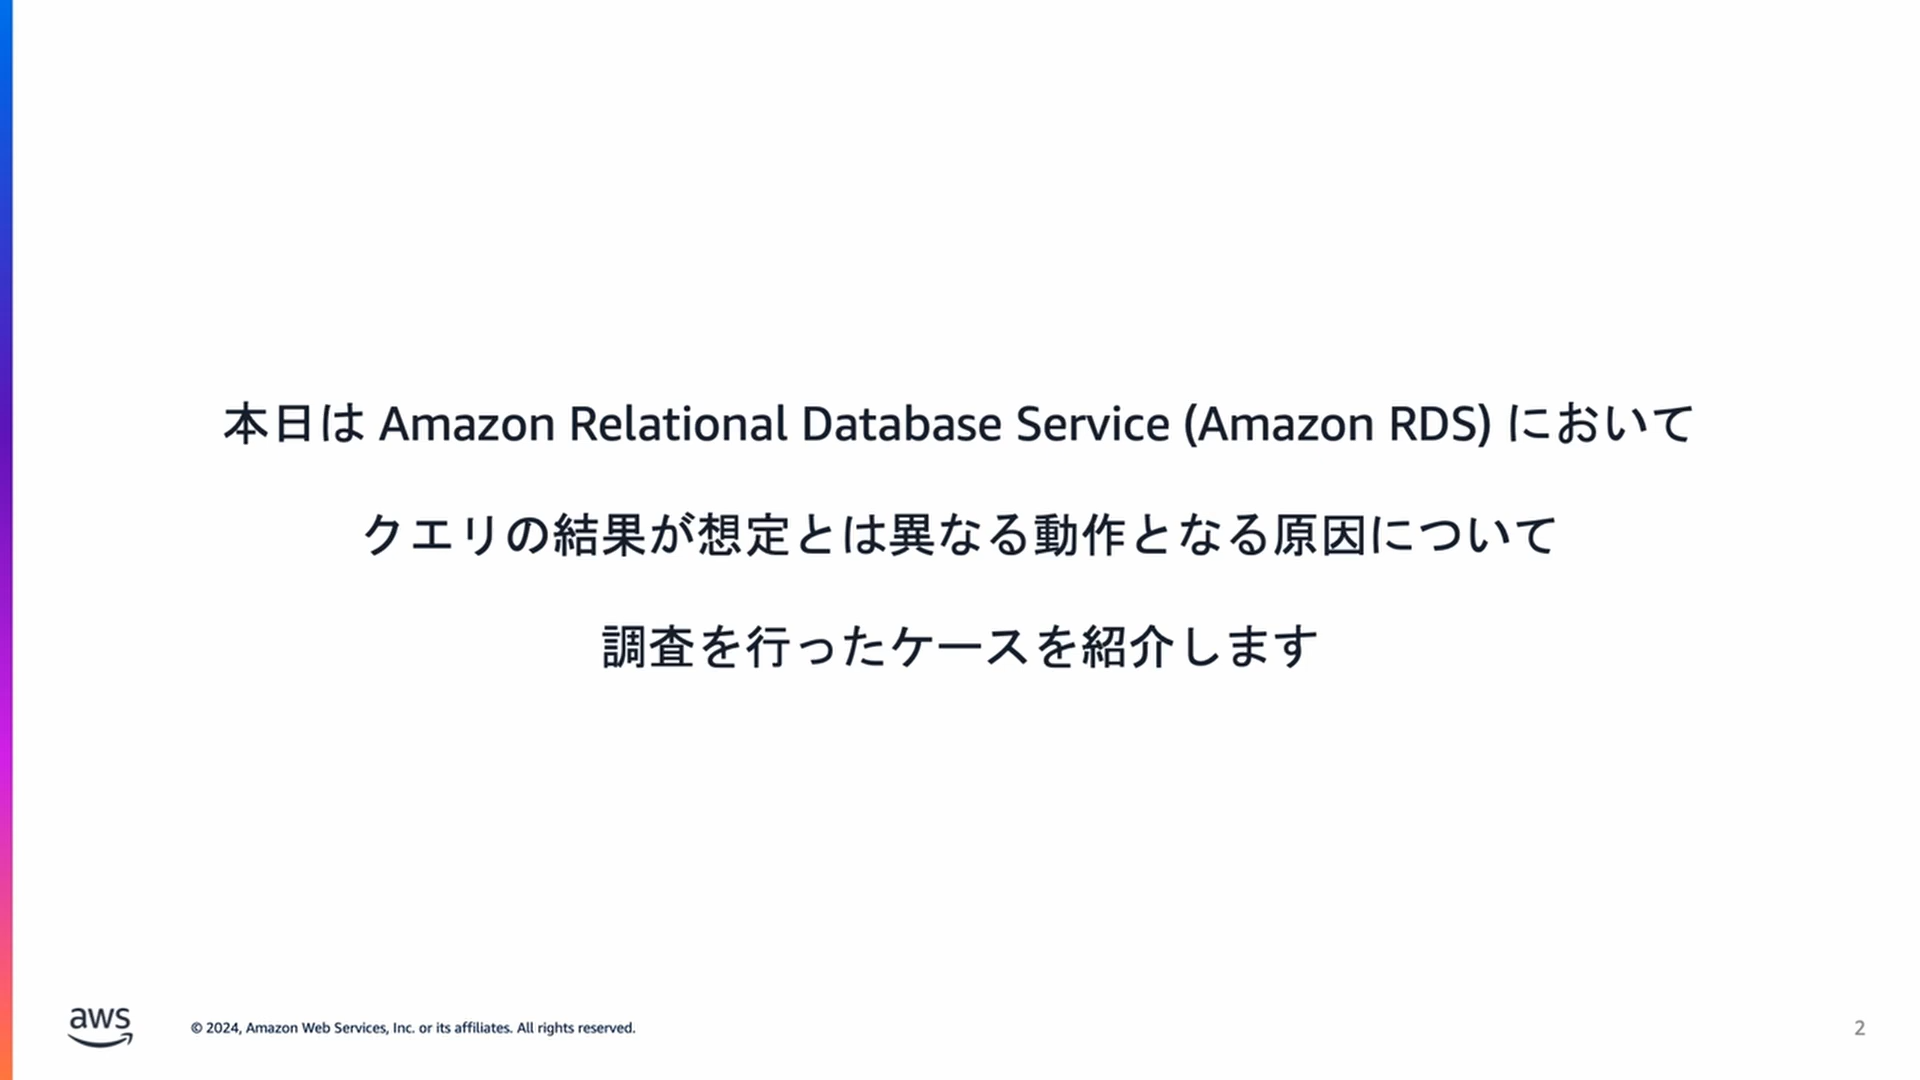 本日は Amazon Relational Database Service (Amazon RDS) において
クエリの結果が想定とは異なる動作となる原因について
調査を行ったケースを紹介します
aws
© 2024, Amazon Web Services, Inc. or its affiliates. All rights reserved.
2